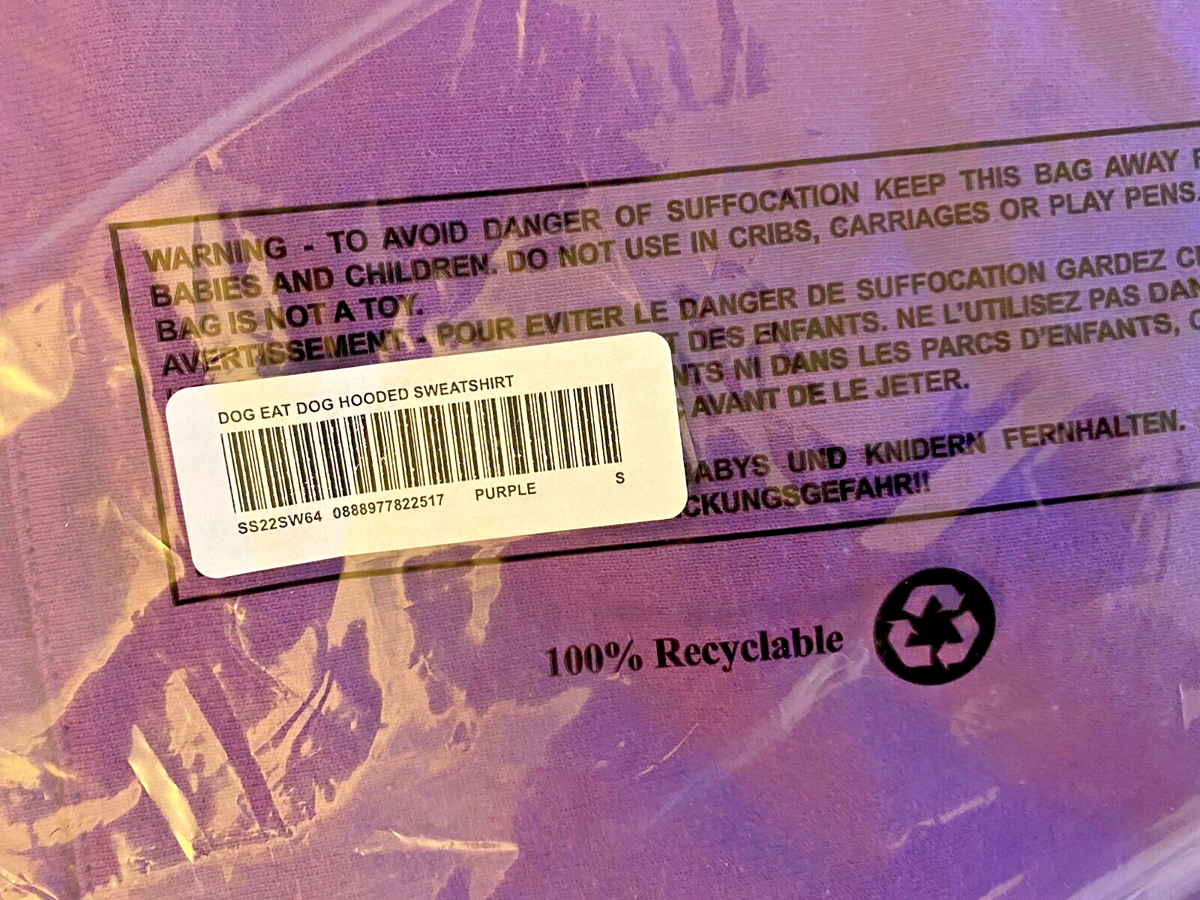 WARNING - TO AVOID DANGER OF SUFFOCATION KEEP THIS BAG AWAY
BABIES AND CHILDREN. DO NOT USE IN CRIBS, CARRIAGES OR PLAY PENS
BAG IS NOT A TOY.
AVERTISSEMENT - POUR EVITER LE DANGER DE SUFFOCATION GARDEZ
DES ENFANTS. NE L'UTILISEZ PAS
NI DANS LES PARCS D'ENFANTS,
AVANT DE LE JETER.
UND KNIDERN FERNHALTEN.
DOG EAT DOG HOODED SWEATSHIRT
SS22SW64 0888977822517 PURPLE S
100% Recyclable